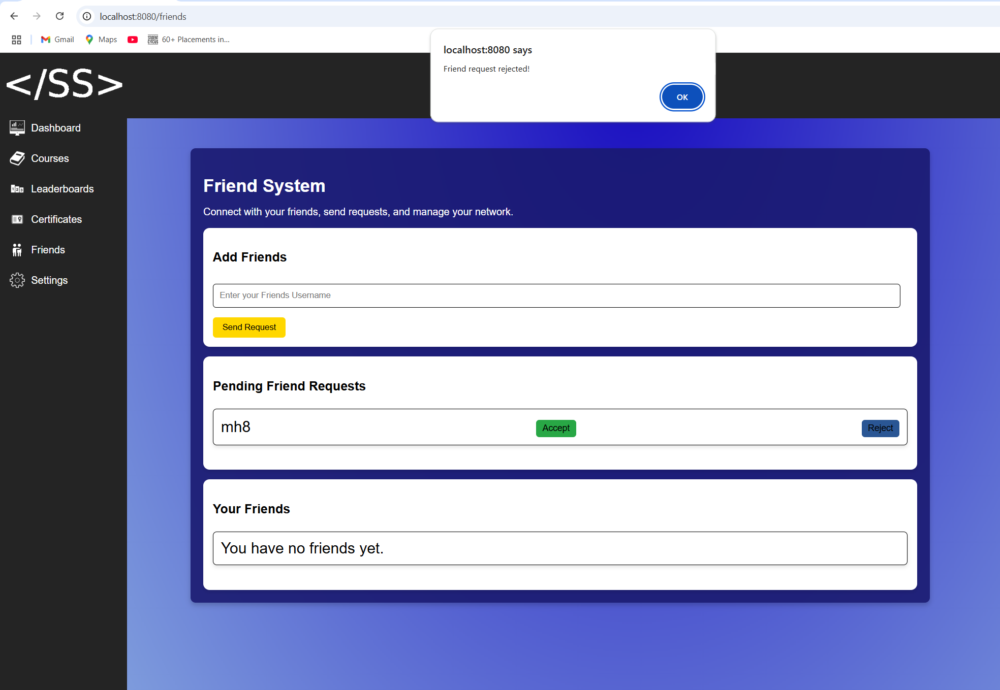 localhost:8080/friends
Gmail
Maps
60+ Placements in...
localhost:8080 says
Friend request rejected!
OK
</SS>
Dashboard
Courses
Leaderboards
Certificates
Friends
Settings
Friend System
Connect with your friends, send requests, and manage your network.
Add Friends
Enter your Friends Username
Send Request
Pending Friend Requests
mh8
Accept
Reject
Your Friends
You have no friends yet.